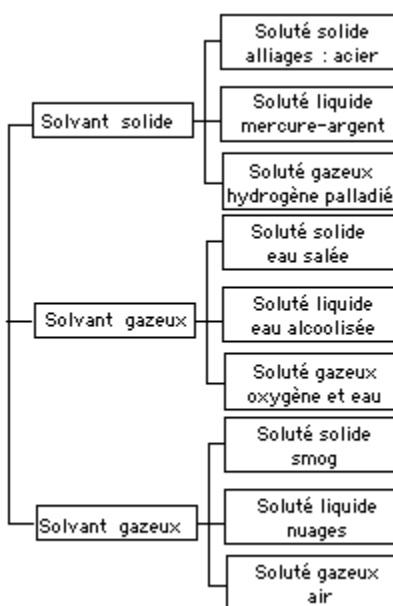 Solvant solide
Soluté solide
alliages : acier
Soluté liquide
mercure-argent
Soluté gazeux
hydrogène palladié
Solvant gazeux
Soluté solide
eau salée
Soluté liquide
eau alcoolisée
Soluté gazeux
oxygène et eau
Solvant gazeux
Soluté solide
smog
Soluté liquide
nuages
Soluté gazeux
air